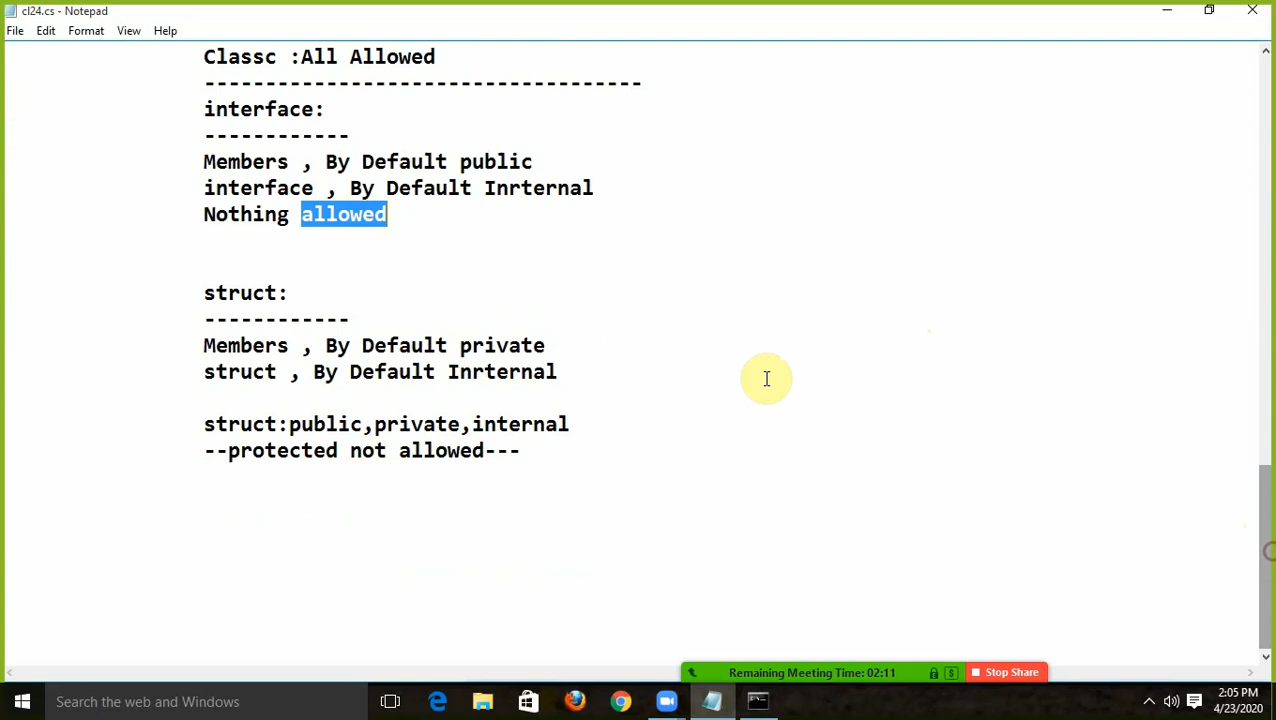 cl24.cs - Notepad
File Edit Format View Help
Classc :All Allowed
------------------------------------
interface:
------------
Members , By Default public
interface , By Default Inrternal
Nothing allowed
struct:
------------
Members , By Default private
struct , By Default Inrternal
struct:public,private,internal
--protected not allowed---
Remaining Meeting Time: 02:11 Stop Share
Search the web and Windows
2:05 PM
4/23/2020